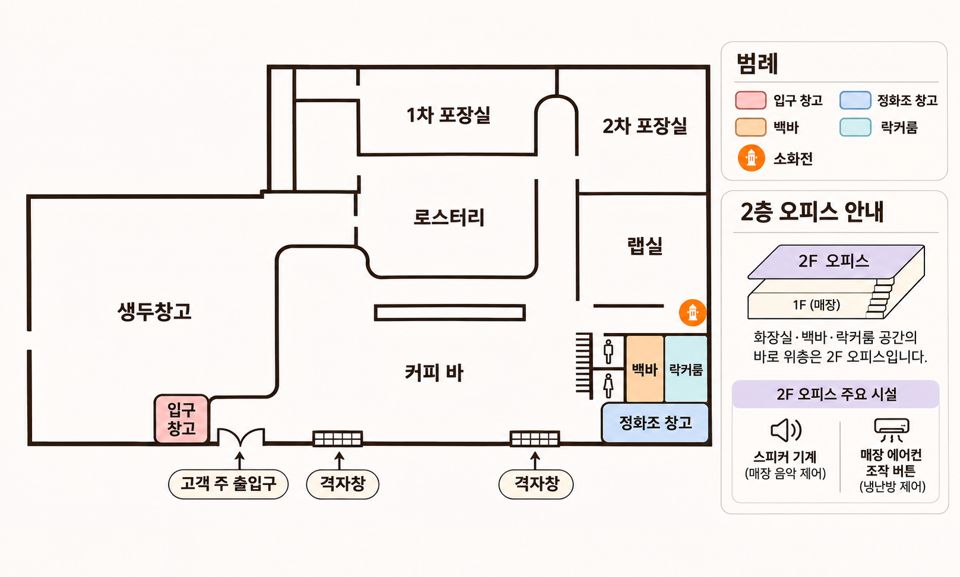 1차 포장실
2차 포장실
로스터리
랩실
생두창고
커피 바
입구
창고
백바
락커룸
정화조 창고
고객 주 출입구
격자창
격자창
범례
입구 창고
정화조 창고
백바
락커룸
소화전
2층 오피스 안내
2F 오피스
1F (매장)
화장실·백바·락커룸 공간의
바로 위층은 2F 오피스입니다.
2F 오피스 주요 시설
스피커 기계
(매장 음악 제어)
매장 에어컨
조작 버튼
(냉난방 제어)